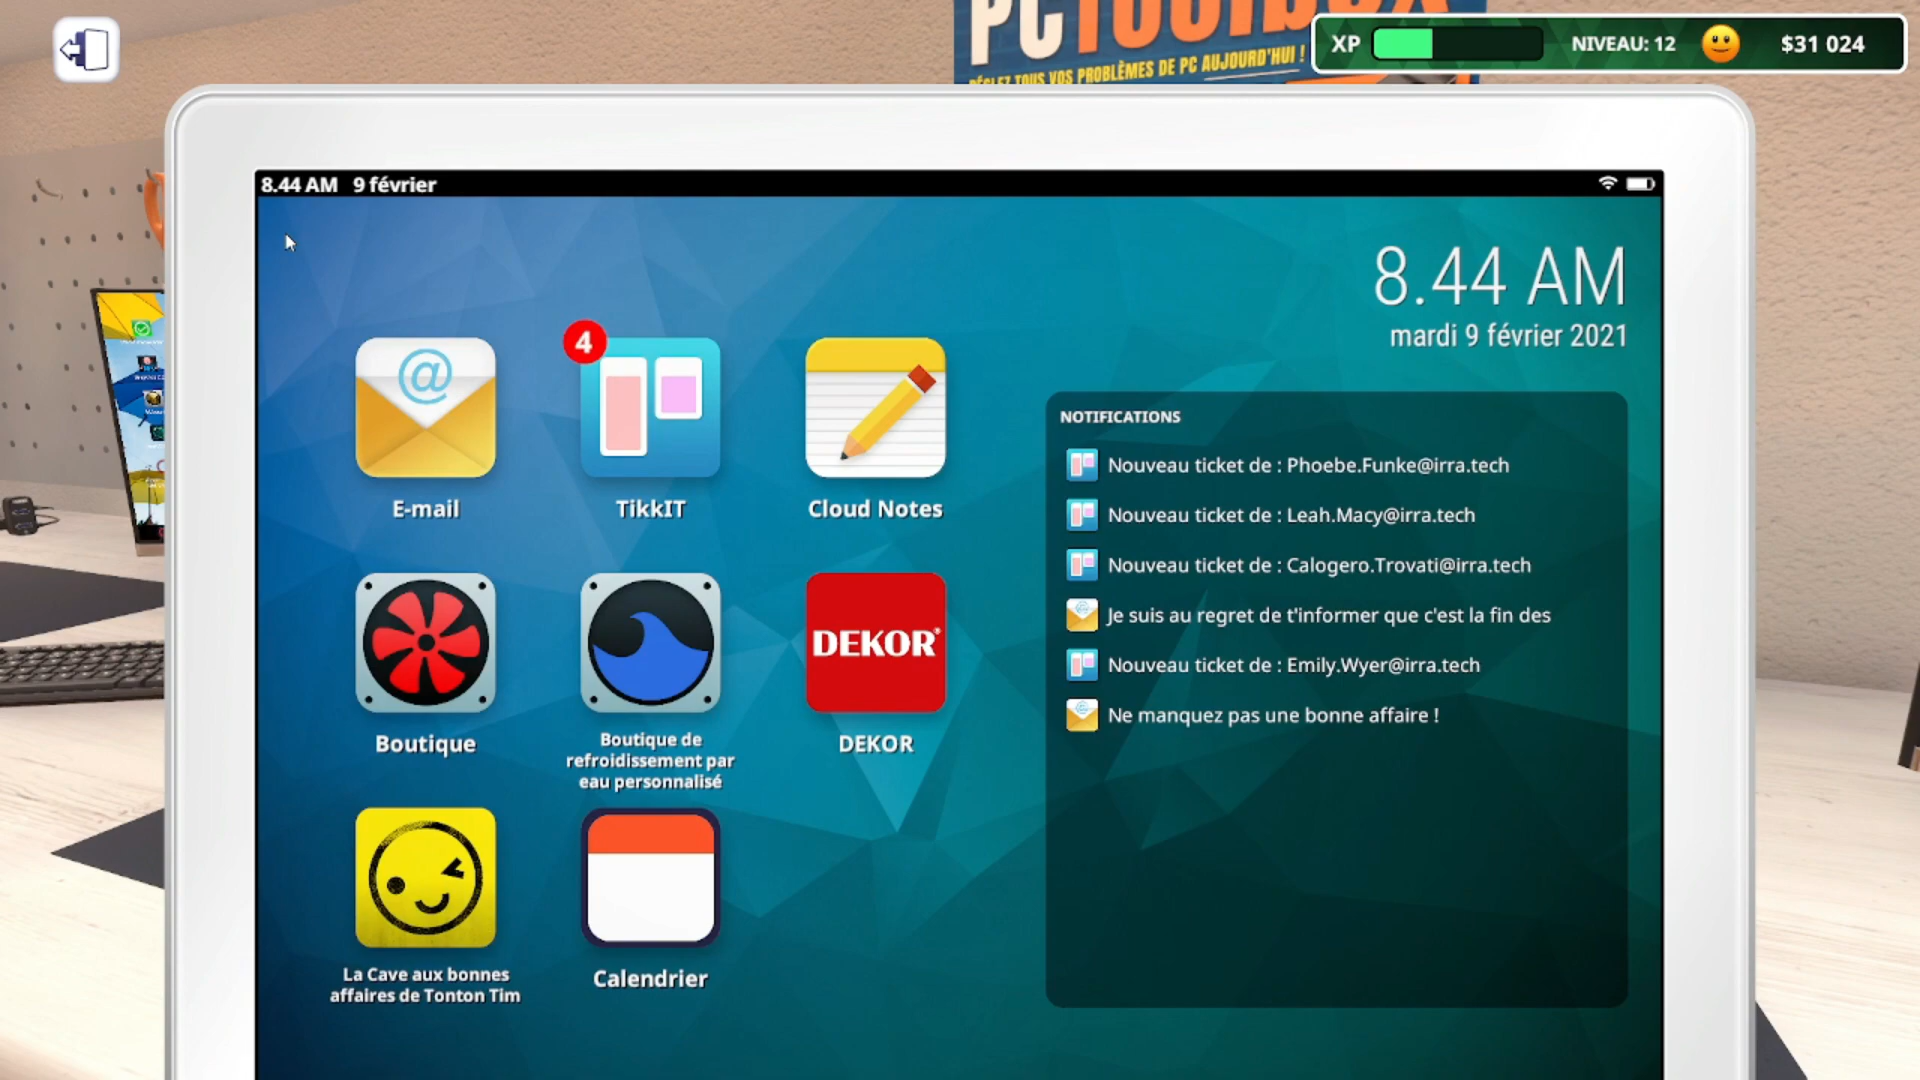 PCTOOLBOX
RÉGLEZ TOUS VOS PROBLÈMES DE PC AUJOURD'HUI !
XP
NIVEAU: 12
$31 024
8.44 AM 9 février
8.44 AM
mardi 9 février 2021
4
E-mail
TikkIT
Cloud Notes
NOTIFICATIONS
Nouveau ticket de : Phoebe.Funke@irra.tech
Nouveau ticket de : Leah.Macy@irra.tech
Nouveau ticket de : Calogero.Trovati@irra.tech
Je suis au regret de t'informer que c'est la fin des
Nouveau ticket de : Emily.Wyer@irra.tech
Ne manquez pas une bonne affaire !
DEKOR®
Boutique
Boutique de
refroidissement par
eau personnalisé
DEKOR
La Cave aux bonnes
affaires de Tonton Tim
Calendrier